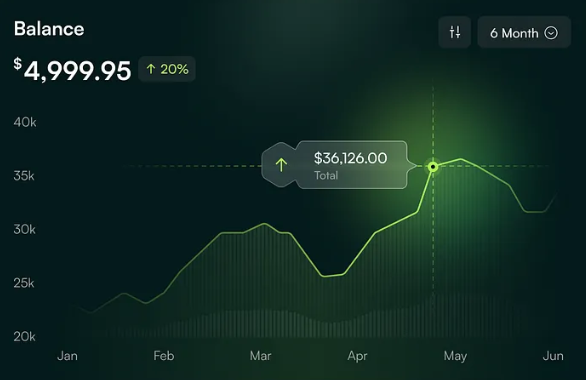 Balance
6 Month
$4,999.95
↑ 20%
40k
$36,126.00
Total
35k
30k
25k
20k
Jan Feb Mar Apr May Jun